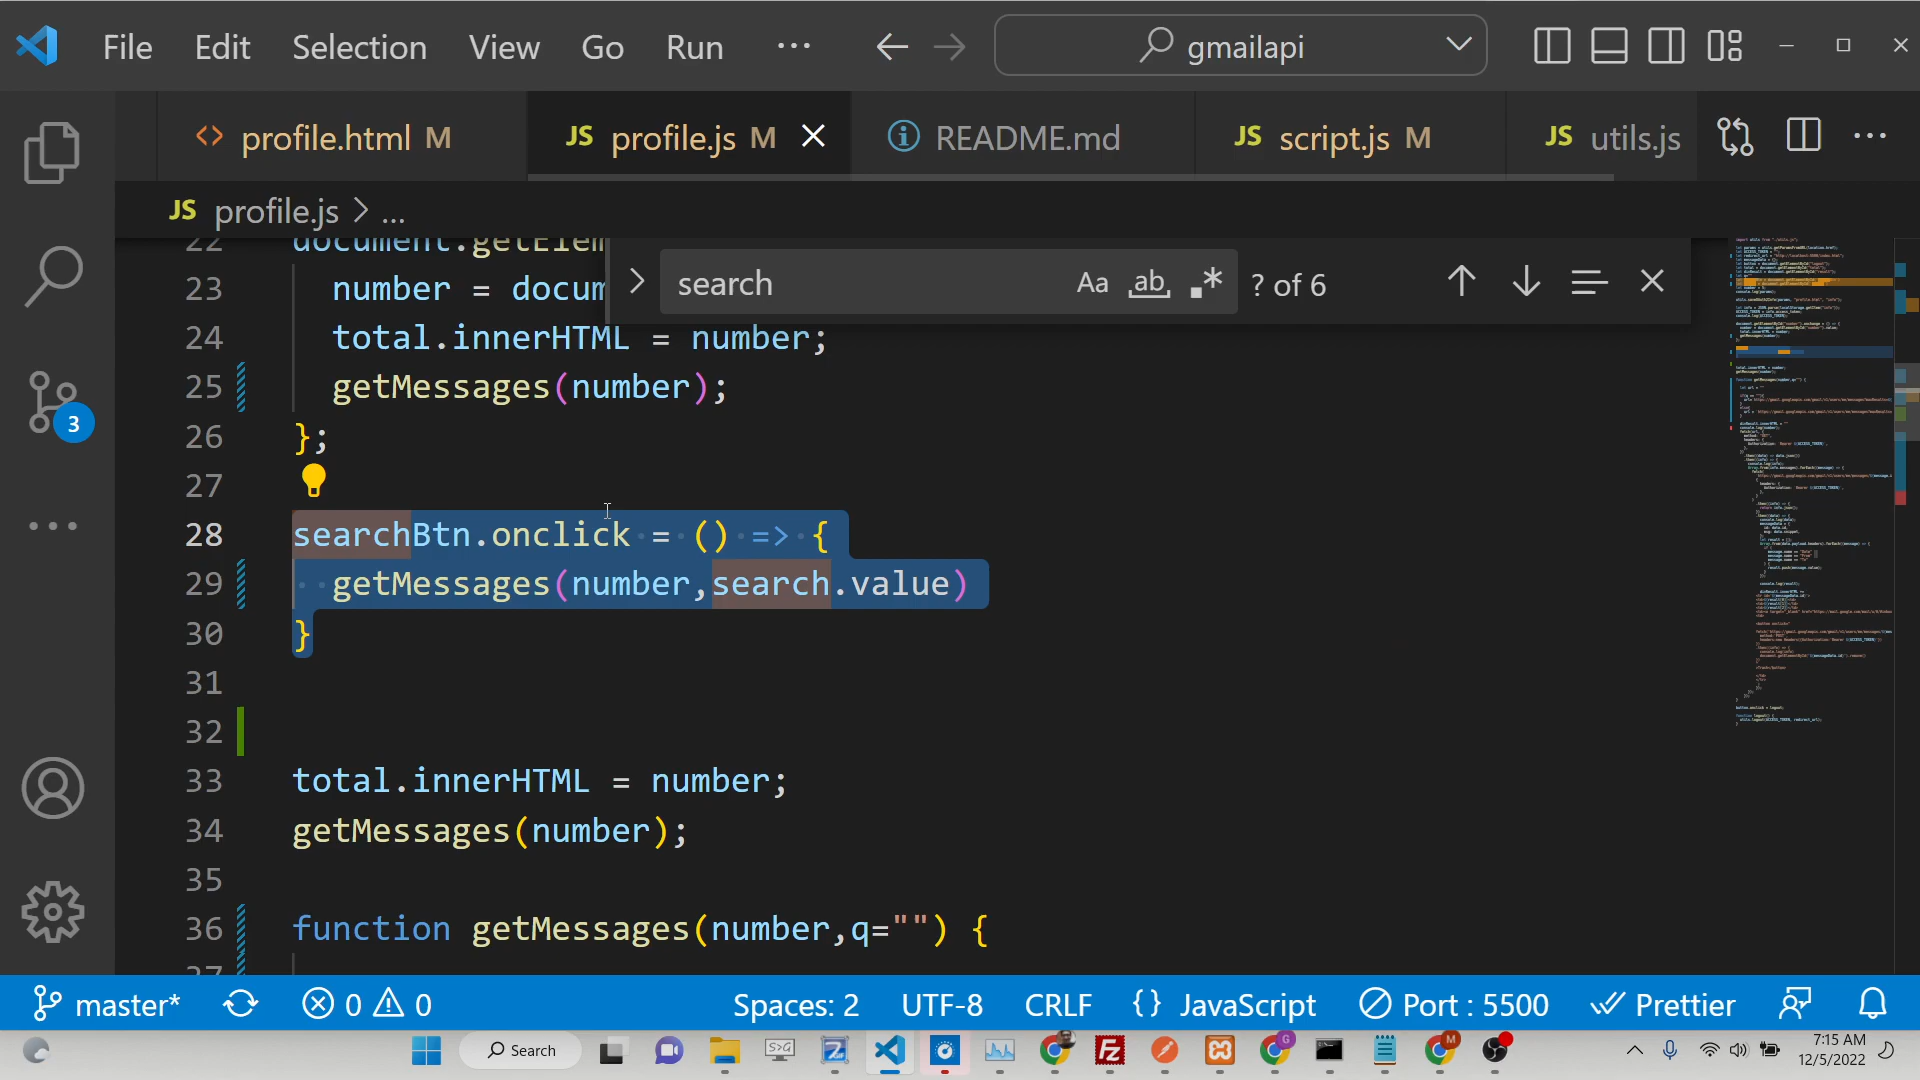 File Edit Selection View Go Run ··· gmailapi
<> profile.html M JS profile.js M README.md JS script.js M JS utils.js
JS profile.js > ...
search Aa ab .* ? of 6
22 document.getElem
23 number = docum
24 total.innerHTML = number;
25 getMessages(number);
26 };
27
28 searchBtn.onclick = () => {
29 getMessages(number,search.value)
30 }
31
32
33 total.innerHTML = number;
34 getMessages(number);
35
36 function getMessages(number,q="") {
37
3
master* 0 0 Spaces: 2 UTF-8 CRLF {} JavaScript Port : 5500 Prettier
Search 7:15 AM
12/5/2022